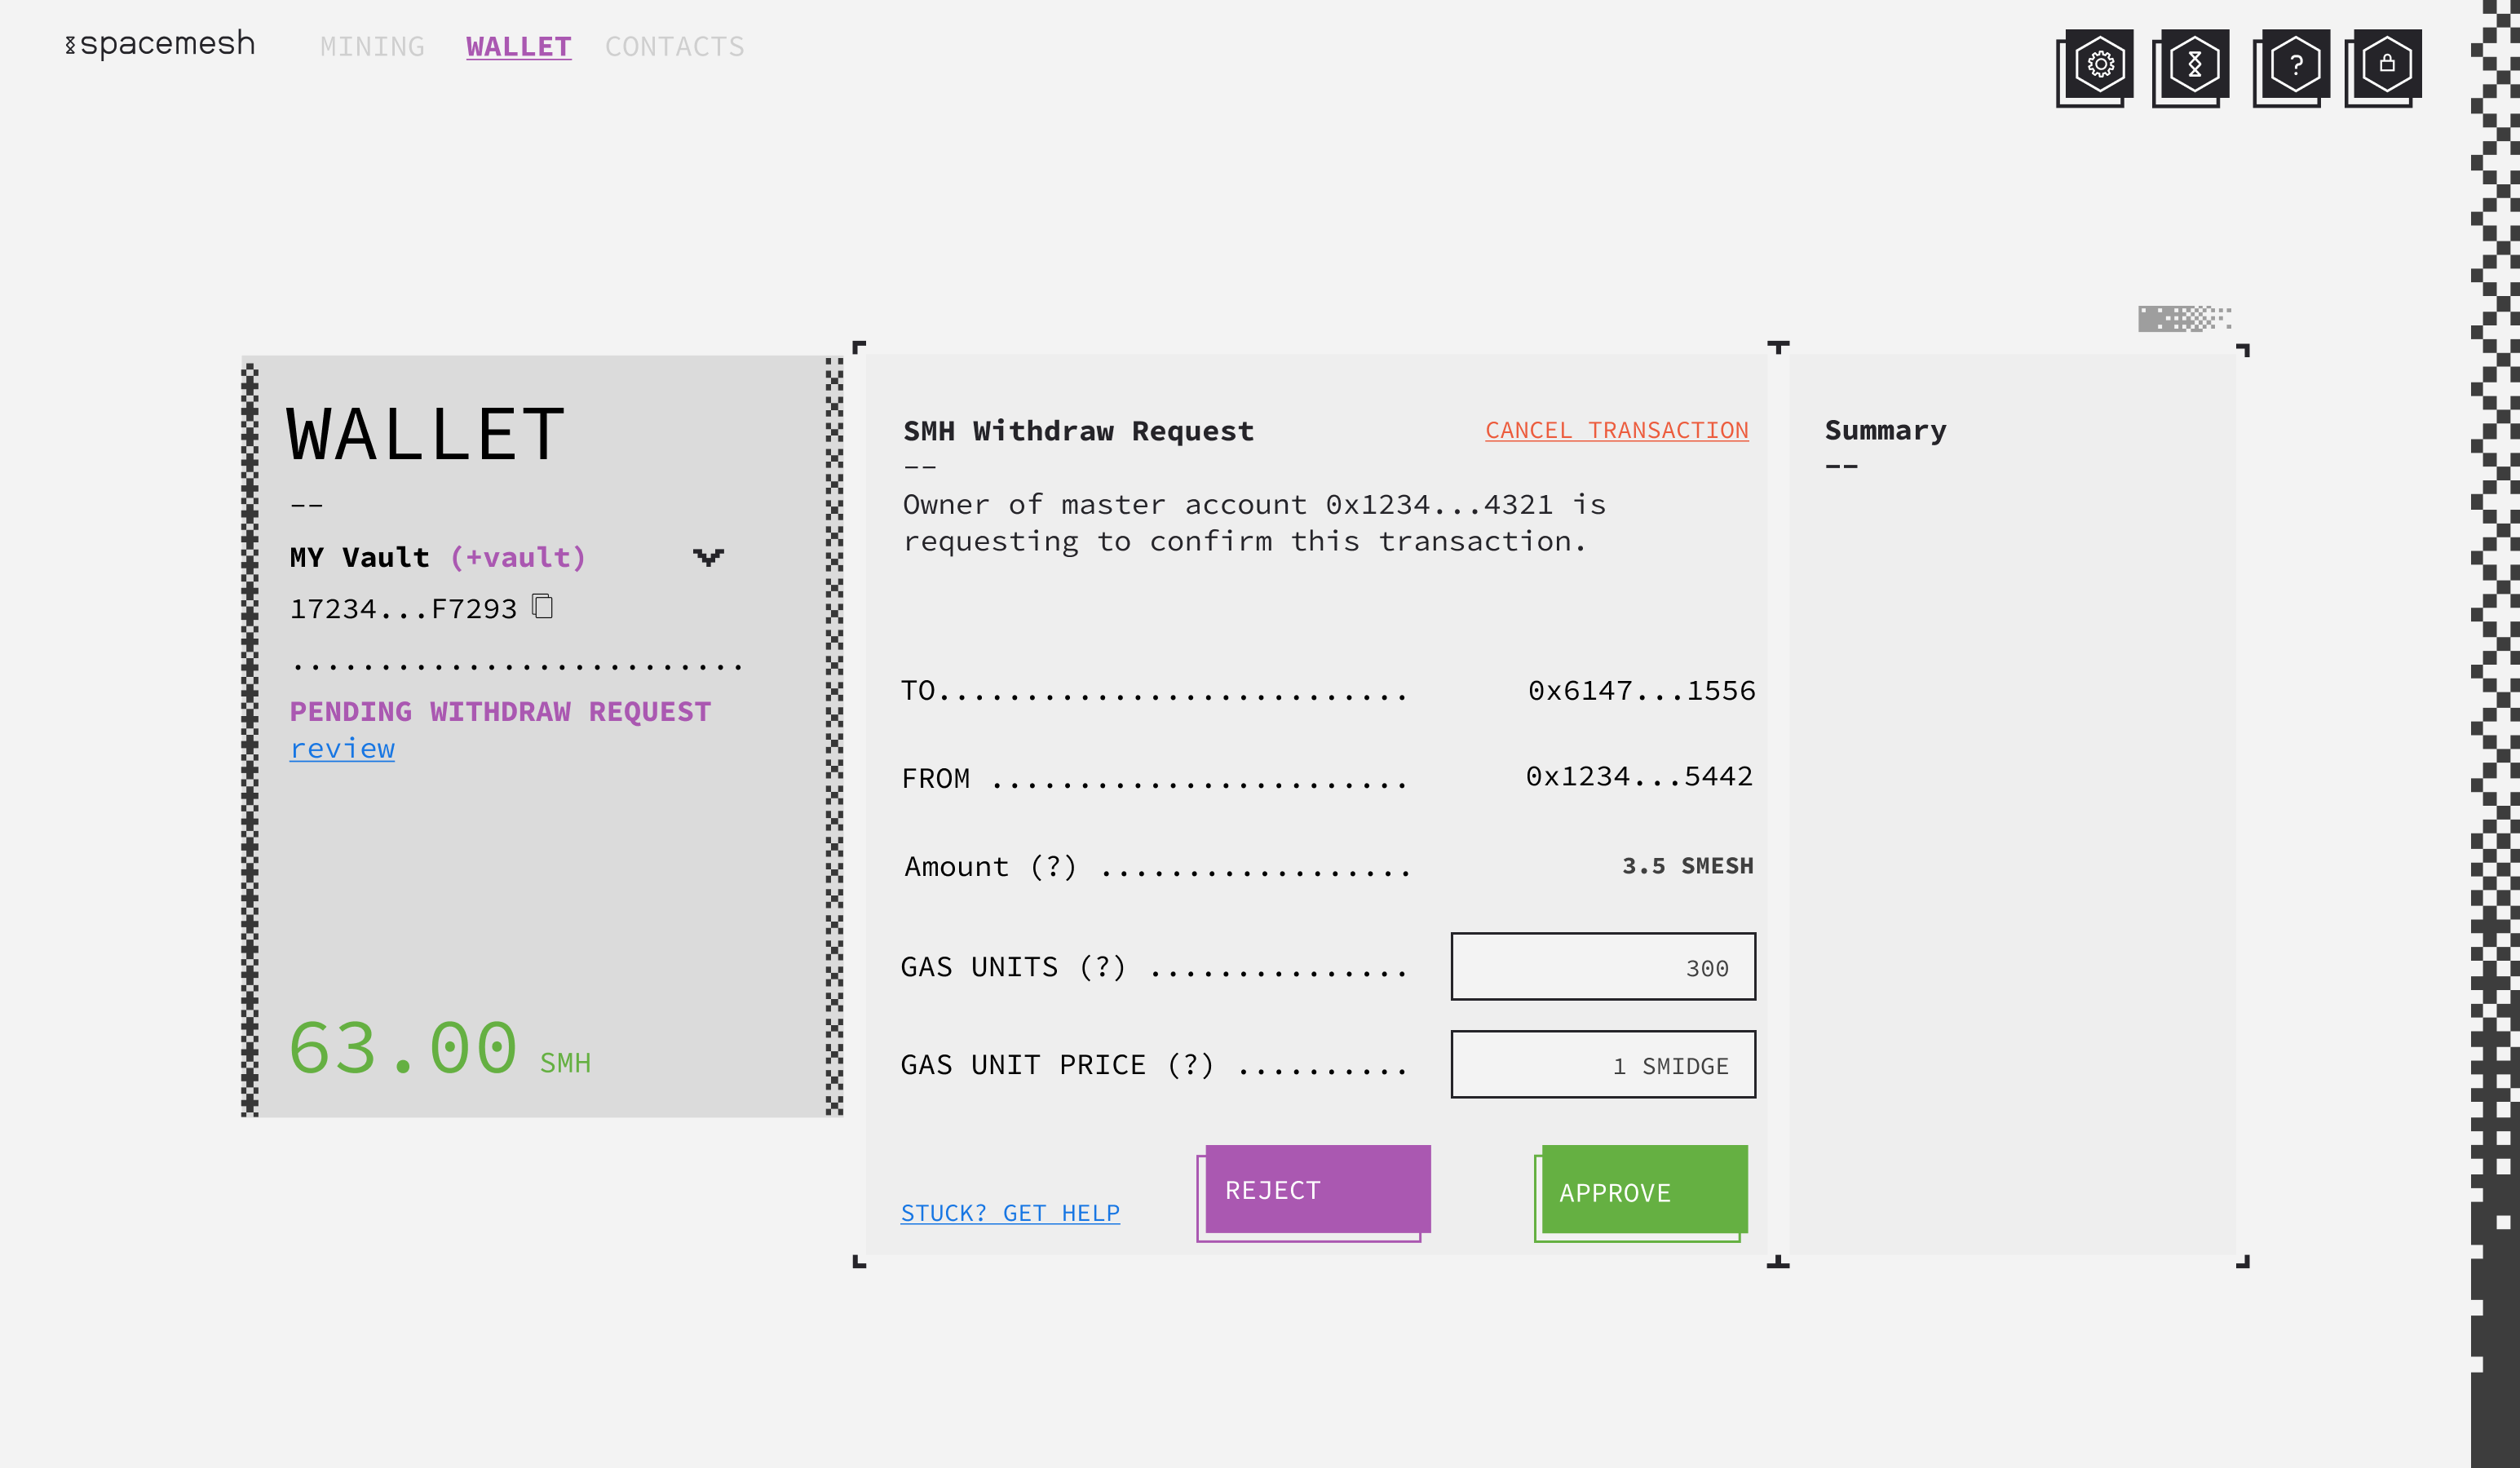 spacemesh
MINING WALLET CONTACTS
?
WALLET
--
MY Vault (+vault)
17234...F7293
..........................
PENDING WITHDRAW REQUEST
review
63.00 SMH
SMH Withdraw Request
CANCEL TRANSACTION
--
Owner of master account 0x1234...4321 is
requesting to confirm this transaction.
TO........................... 0x6147...1556
FROM ........................ 0x1234...5442
Amount (?) .................. 3.5 SMESH
GAS UNITS (?) ............... 300
GAS UNIT PRICE (?) .......... 1 SMIDGE
STUCK? GET HELP
REJECT
APPROVE
Summary
--